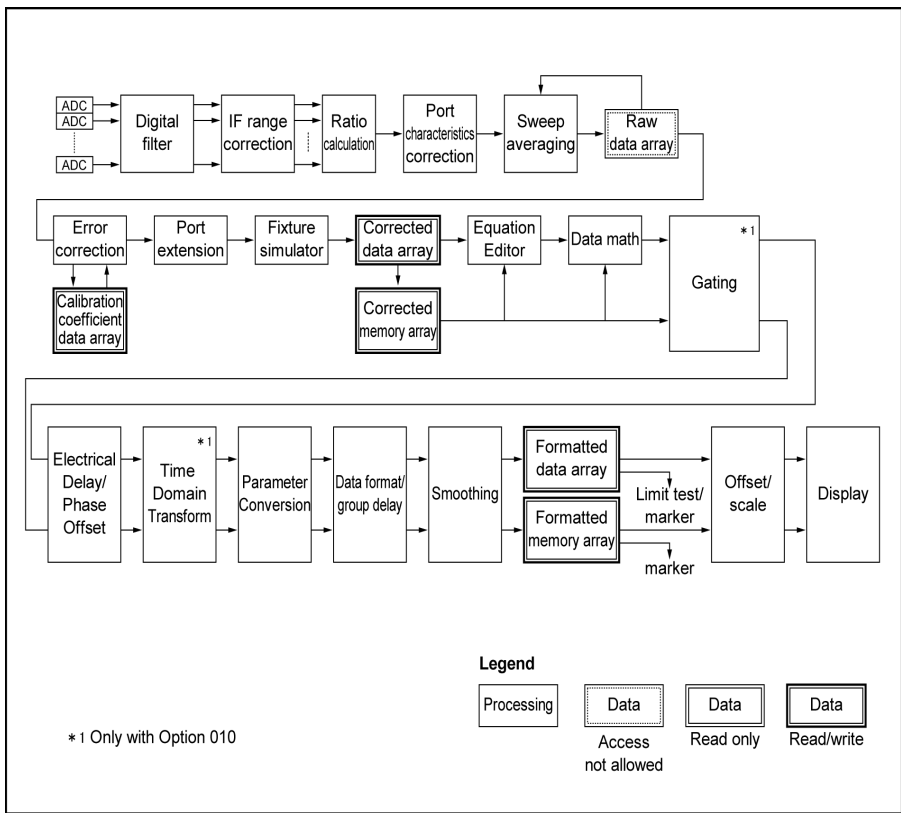 ADC
ADC
ADC
Digital
filter
IF range
correction
Ratio
calculation
Port
characteristics
correction
Sweep
averaging
Raw
data array
Error
correction
Port
extension
Fixture
simulator
Corrected
data array
Equation
Editor
Data math
*1
Gating
Calibration
coefficient
data array
Corrected
memory array
Electrical
Delay/
Phase
Offset
*1
Time
Domain
Transform
Parameter
Conversion
Data format/
group delay
Smoothing
Formatted
data array
Limit test/
marker
Formatted
memory array
marker
Offset/
scale
Display
Legend
Processing
Data
Access
not allowed
Data
Read only
Data
Read/write
*1 Only with Option 010